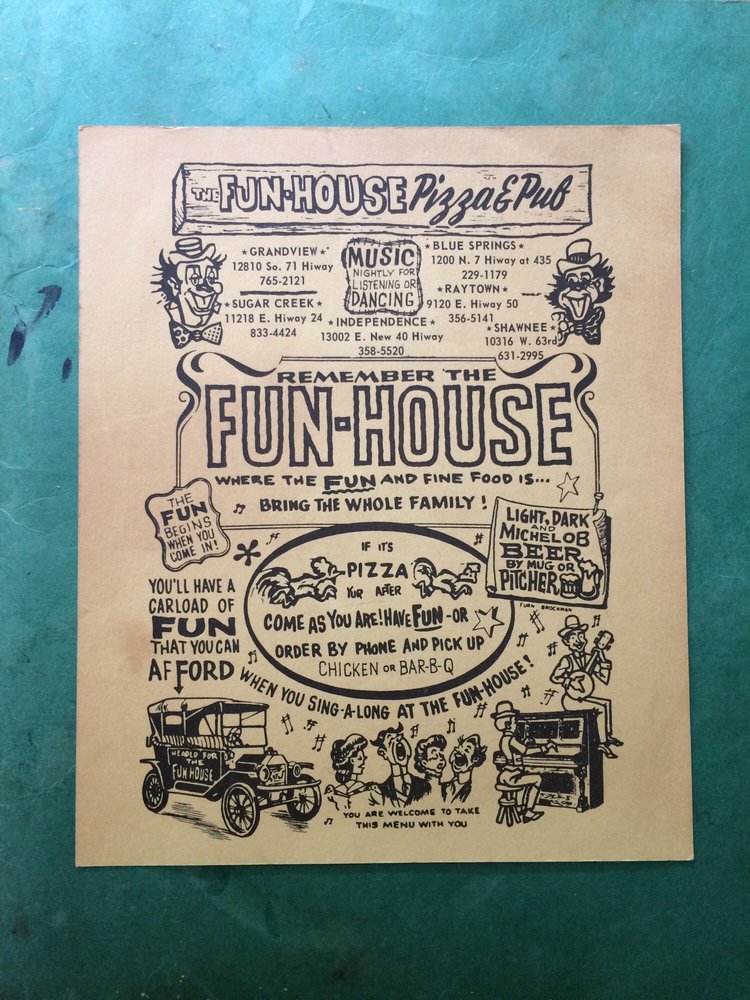 THE FUN-HOUSE Pizza & Pub
★ GRANDVIEW ★
12810 So. 71 Hiway
765-2121
★ SUGAR CREEK ★
11218 E. Hiway 24
833-4424
MUSIC
NIGHTLY FOR
LISTENING OR
DANCING
★ INDEPENDENCE ★
13002 E. New 40 Hiway
358-5520
★ BLUE SPRINGS ★
1200 N. 7 Hiway at 435
229-1179
★ RAYTOWN ★
9120 E. Hiway 50
356-5141
★ SHAWNEE ★
10316 W. 63rd
631-2995
REMEMBER THE
FUN-HOUSE
WHERE THE FUN AND FINE FOOD IS...
BRING THE WHOLE FAMILY!
THE
FUN
BEGINS
WHEN YOU
COME IN!
LIGHT, DARK
AND
MICHELOB
BEER
BY MUG OR
PITCHER
FURN BROCKMAN
IF IT'S
PIZZA
YUR AFTER
COME AS YOU ARE! HAVE FUN - OR
ORDER BY PHONE AND PICK UP
CHICKEN OR BAR-B-Q
YOU'LL HAVE A
CARLOAD OF
FUN
THAT YOU CAN
AFFORD
WHEN YOU SING-A-LONG AT THE FUN-HOUSE!
HEADED FOR
THE
FUN HOUSE
Ford
YOU ARE WELCOME TO TAKE
THIS MENU WITH YOU